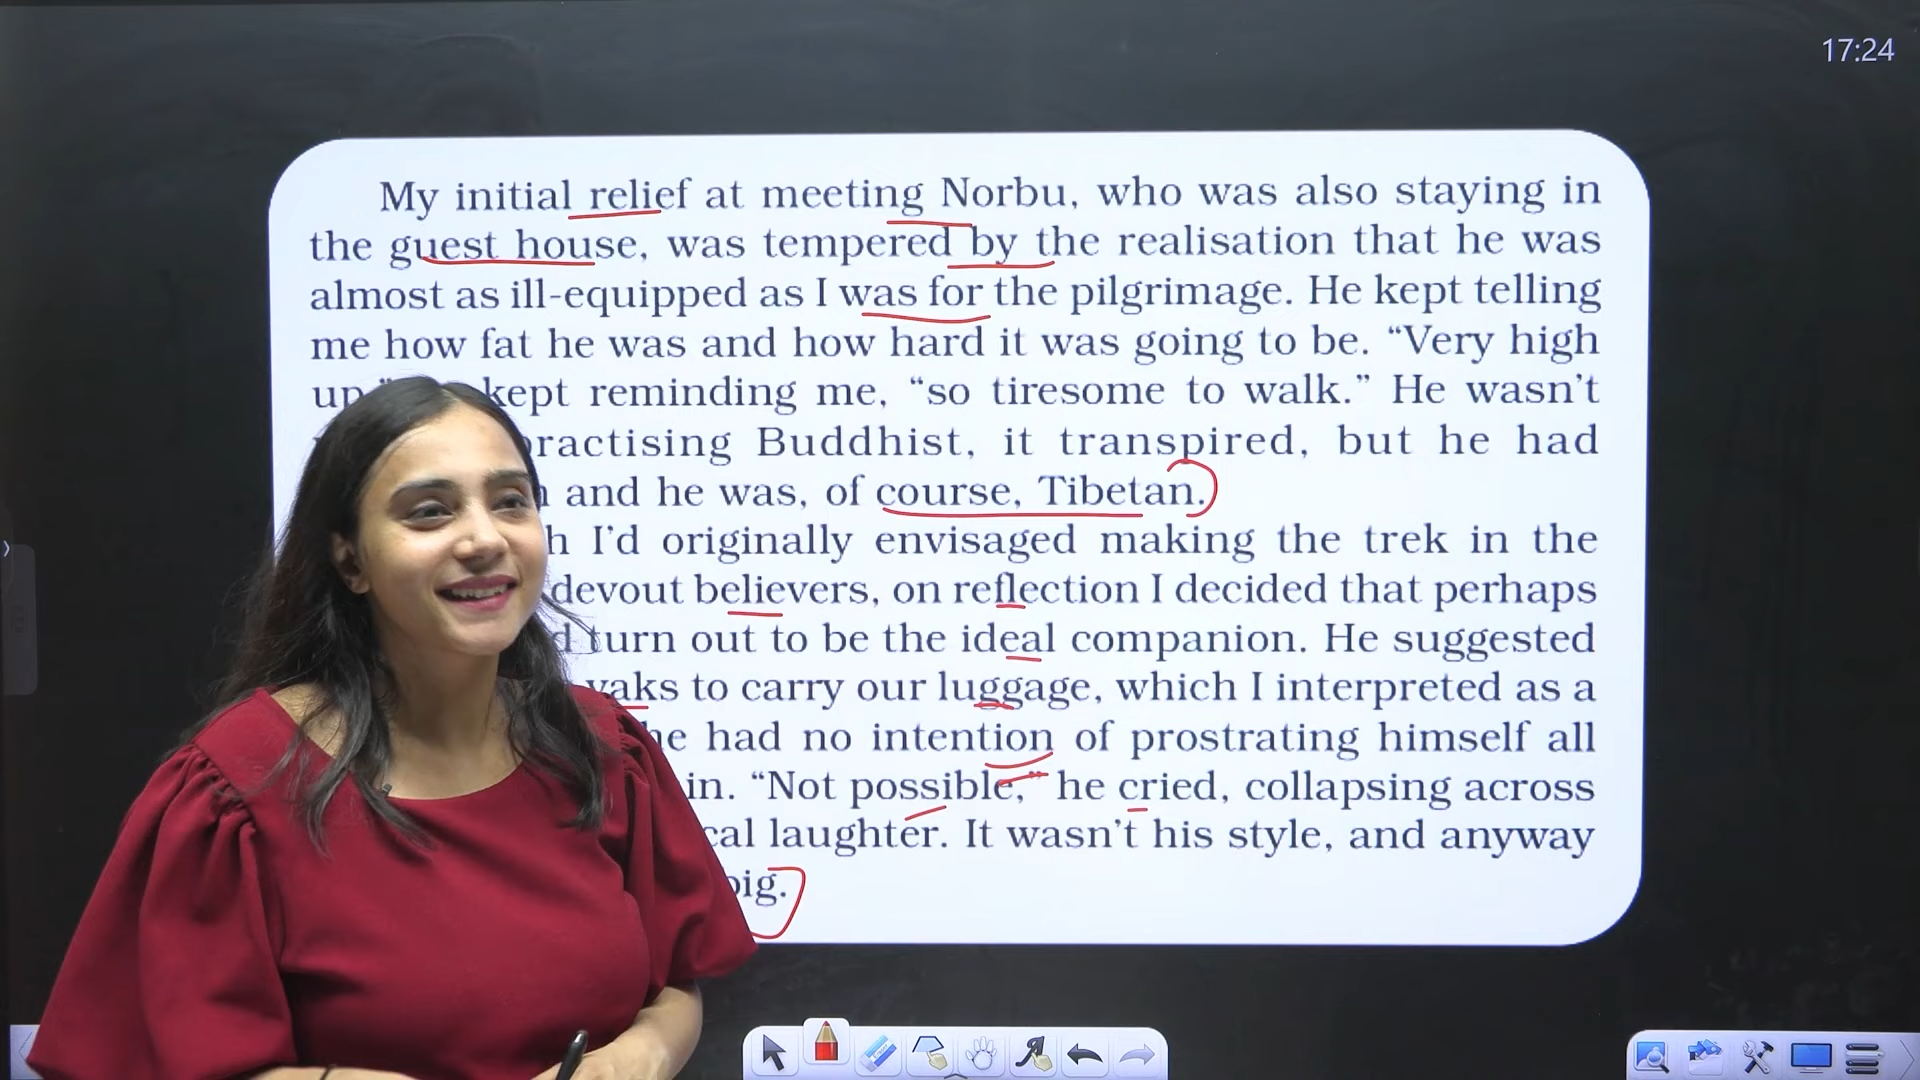 17:24
My initial relief at meeting Norbu, who was also staying in
the guest house, was tempered by the realisation that he was
almost as ill-equipped as I was for the pilgrimage. He kept telling
me how fat he was and how hard it was going to be. “Very high
up,” kept reminding me, “so tiresome to walk.” He wasn’t
practising Buddhist, it transpired, but he had
and he was, of course, Tibetan.
I’d originally envisaged making the trek in the
devout believers, on reflection I decided that perhaps
turn out to be the ideal companion. He suggested
yaks to carry our luggage, which I interpreted as a
he had no intention of prostrating himself all
in. “Not possible,” he cried, collapsing across
laughter. It wasn’t his style, and anyway
big.